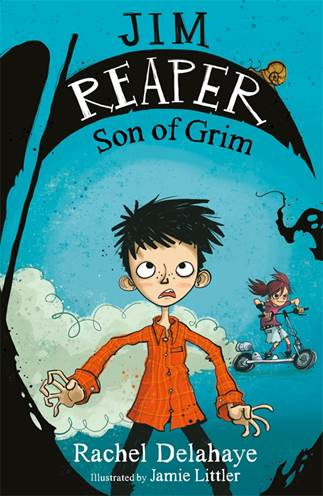 JIM
REAPER
Son of Grim
Rachel Delahaye
Illustrated by Jamie Littler